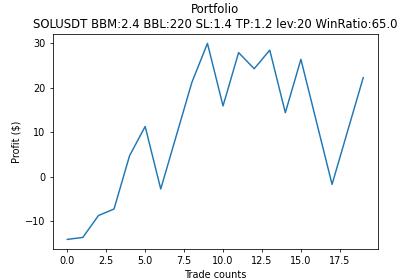 Portfolio
SOLUSDT BBM:2.4 BBL:220 SL:1.4 TP:1.2 lev:20 WinRatio:65.0
30
20
10
0
−10
Profit ($)
0.0 2.5 5.0 7.5 10.0 12.5 15.0 17.5
Trade counts